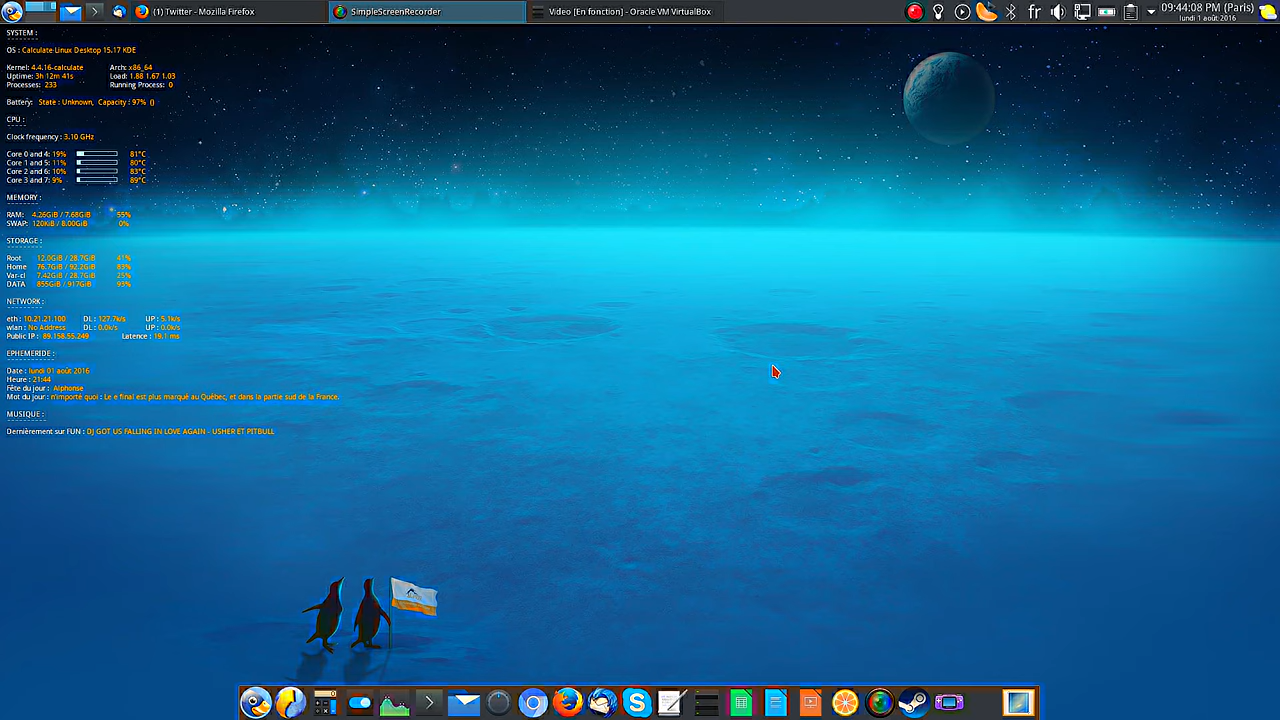 (1) Twitter - Mozilla Firefox
SimpleScreenRecorder
Video [En fonction] - Oracle VM VirtualBox
fr
09:44:08 PM (Paris)
lundi 1 août 2016
SYSTEM :
OS : Calculate Linux Desktop 15.17 KDE
Kernel: 4.4.16-calculate Arch: x86_64
Uptime: 3h 12m 41s Load: 1.88 1.67 1.03
Processes: 233 Running Process: 0
Battery: State : Unknown, Capacity : 97% ()
CPU :
Clock frequency : 3.10 GHz
Core 0 and 4: 19% 81°C
Core 1 and 5: 11% 80°C
Core 2 and 6: 10% 83°C
Core 3 and 7: 9% 89°C
MEMORY :
RAM: 4.26GiB / 7.68GiB 55%
SWAP: 120KiB / 8.00GiB 0%
STORAGE :
Root 12.0GiB / 28.7GiB 41%
Home 76.7GiB / 92.2GiB 83%
Var-cl 7.42GiB / 28.7GiB 25%
DATA 855GiB / 917GiB 93%
NETWORK :
eth : 10.21.21.100 DL : 127.7k/s UP : 5.1k/s
wlan : No Address DL : 0.0k/s UP : 0.0k/s
Public IP : 89.158.55.249 Latence : 19.1 ms
EPHEMERIDE :
Date : lundi 01 août 2016
Heure : 21:44
Fête du jour : Alphonse
Mot du jour : n'importe quoi : Le e final est plus marqué au Québec, et dans la partie sud de la France.
MUSIQUE :
Dernièrement sur FUN : DJ GOT US FALLING IN LOVE AGAIN - USHER ET PITBULL